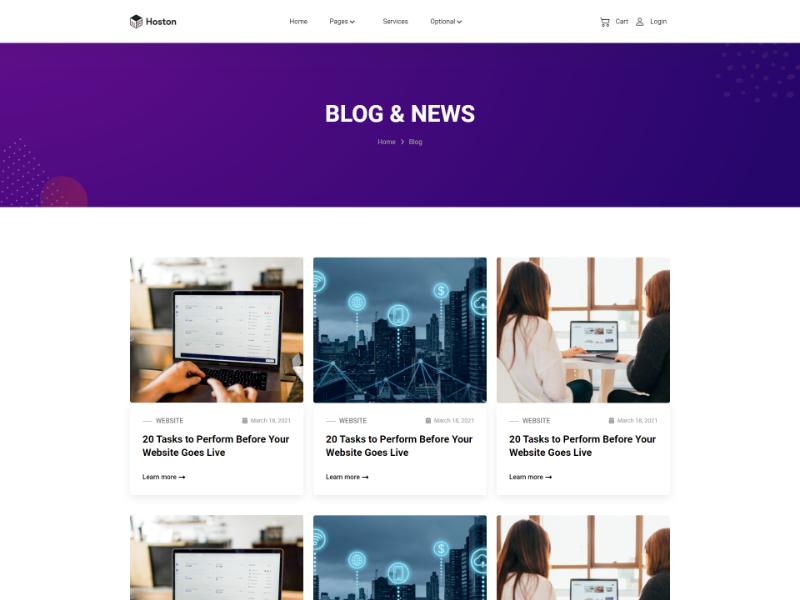 Hoston
Home
Pages
Services
Optional
Cart
Login
BLOG & NEWS
Home
Blog
WEBSITE
March 18, 2021
20 Tasks to Perform Before Your
Website Goes Live
Learn more
WEBSITE
March 18, 2021
20 Tasks to Perform Before Your
Website Goes Live
Learn more
WEBSITE
March 18, 2021
20 Tasks to Perform Before Your
Website Goes Live
Learn more